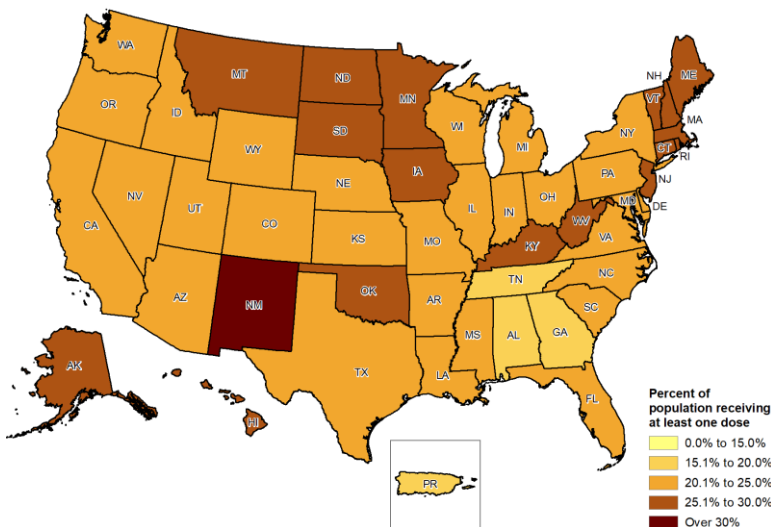 WA
MT
ND
MN
NH
VT
ME
OR
ID
SD
WI
MI
NY
MA
CT
RI
WY
IA
PA
NJ
NE
NV
UT
CO
IL
IN
OH
MD
DE
CA
KS
MO
WV
VA
KY
NC
TN
AZ
NM
OK
AR
SC
MS
AL
GA
TX
LA
AK
HI
FL
PR
Percent of
population receiving
at least one dose
0.0% to 15.0%
15.1% to 20.0%
20.1% to 25.0%
25.1% to 30.0%
Over 30%